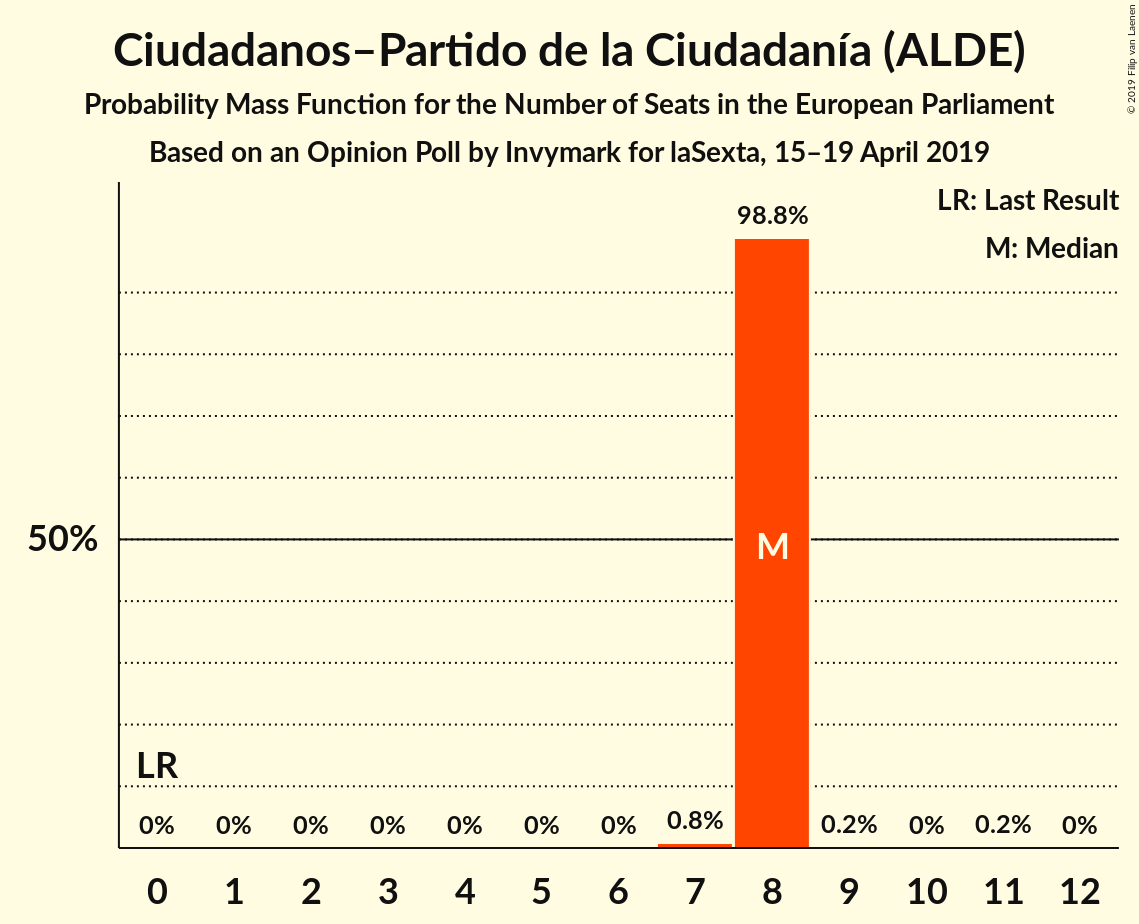 Ciudadanos–Partido de la Ciudadanía (ALDE)
Probability Mass Function for the Number of Seats in the European Parliament
Based on an Opinion Poll by Invymark for laSexta, 15–19 April 2019
© 2019 Filip van Laenen
LR: Last Result
M: Median
98.8%
50%
M
LR
0% 0% 0% 0% 0% 0% 0% 0.8% 0.2% 0% 0.2% 0%
0 1 2 3 4 5 6 7 8 9 10 11 12